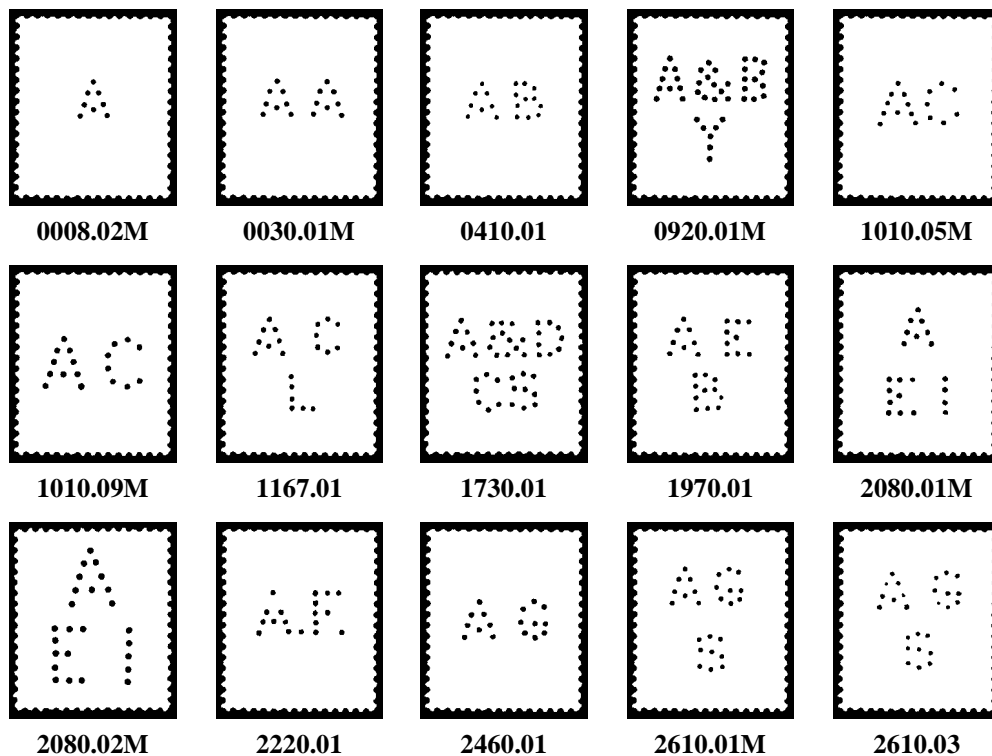 A
A A
A B
A&B
Y
A C
0008.02M 0030.01M 0410.01 0920.01M 1010.05M
A C
A C
L
A&D
CS
A E
B
A
E I
1010.09M 1167.01 1730.01 1970.01 2080.01M
A
E I
A E
A G
A G
S
A G
S
2080.02M 2220.01 2460.01 2610.01M 2610.03